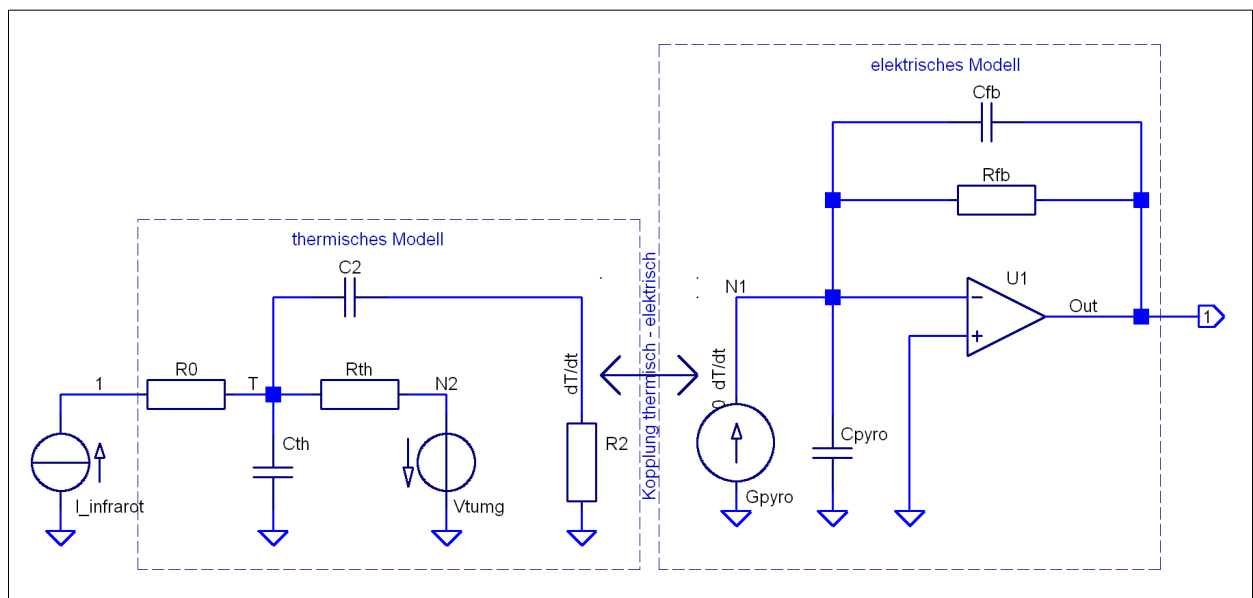 elektrisches Modell
Cfb
Rfb
thermisches Modell
C2
Kopplung thermisch - elektrisch
N1
U1
Out
1
R0
T
Rth
N2
dT/dt
0 dT/dt
1
Cth
R2
Cpyro
I_infrarot
Vtumg
Gpyro